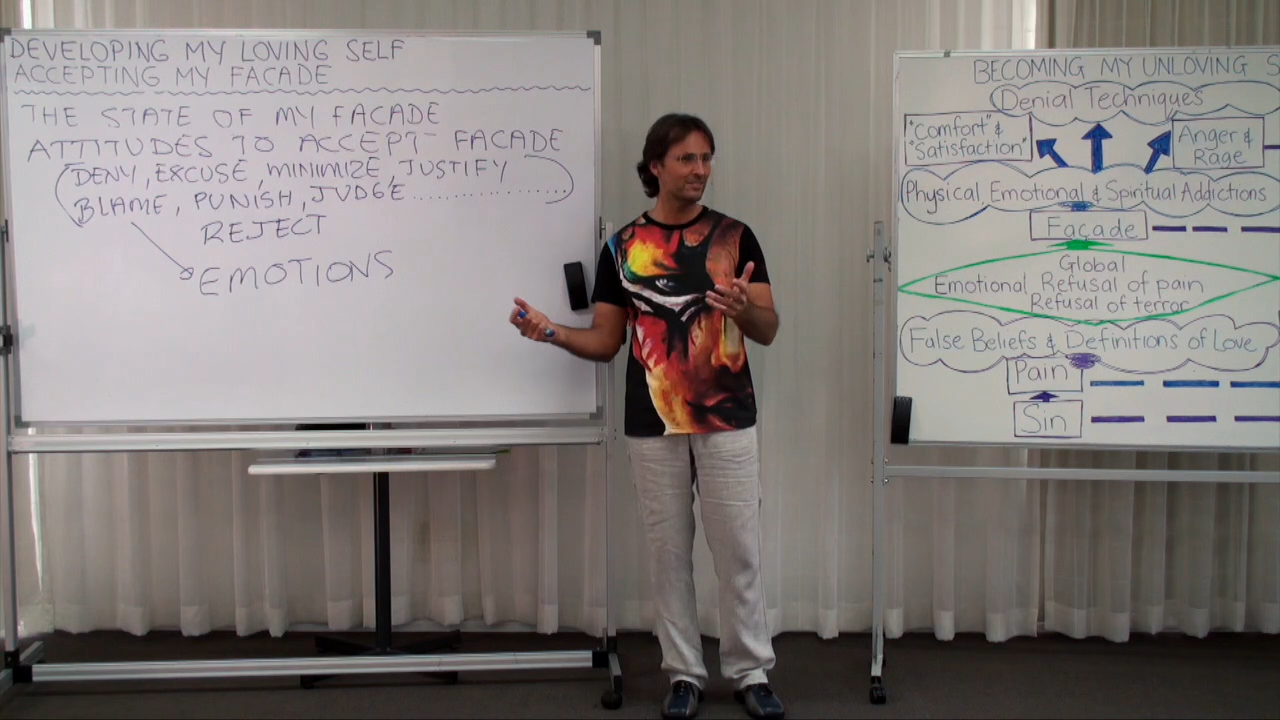 DEVELOPING MY LOVING SELF
ACCEPTING MY FACADE
THE STATE OF MY FACADE
ATTITUDES TO ACCEPT FACADE
(DENY, EXCUSE, MINIMIZE, JUSTIFY
BLAME, PUNISH, JUDGE ..............)
REJECT
EMOTIONS
BECOMING MY UNLOVING S
Denial Techniques
"Comfort" &
"Satisfaction"
Anger &
Rage
Physical, Emotional & Spiritual Addictions
Façade
Global
Emotional Refusal of pain
Refusal of terror
False Beliefs & Definitions of Love
Pain
Sin